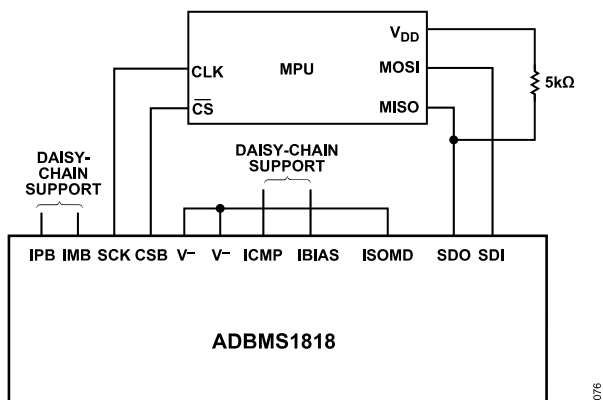 VDD
CLK
MPU
MOSI
5kΩ
CS
MISO
DAISY-
CHAIN
SUPPORT
DAISY-CHAIN
SUPPORT
IPB IMB SCK CSB V– V– ICMP IBIAS ISOMD SDO SDI
ADBMS1818
076